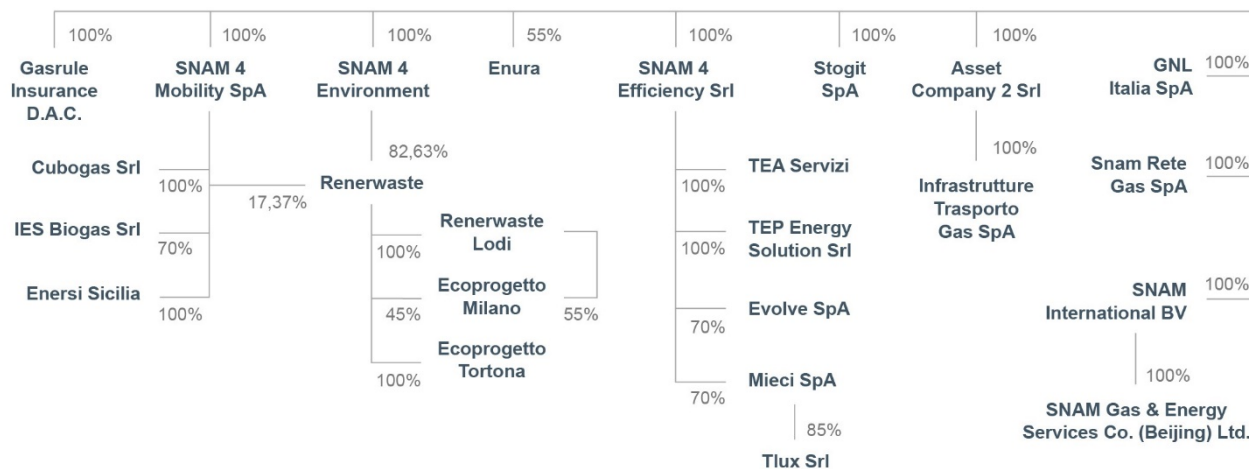 100%
100%
100%
55%
100%
100%
100%
Gasrule
Insurance
D.A.C.
SNAM 4
Mobility SpA
SNAM 4
Environment
Enura
SNAM 4
Efficiency Srl
Stogit
SpA
Asset
Company 2 Srl
GNL
Italia SpA
100%
Cubogas Srl
100%
IES Biogas Srl
70%
Enersi Sicilia
100%
17,37%
82,63%
Renerwaste
100%
Renerwaste
Lodi
45%
Ecoprogetto
Milano
55%
100%
Ecoprogetto
Tortona
TEA Servizi
100%
TEP Energy
Solution Srl
100%
Evolve SpA
70%
Mieci SpA
70%
85%
Tlux Srl
100%
Infrastrutture
Trasporto
Gas SpA
Snam Rete
Gas SpA
100%
SNAM
International BV
100%
100%
SNAM Gas & Energy
Services Co. (Beijing) Ltd.